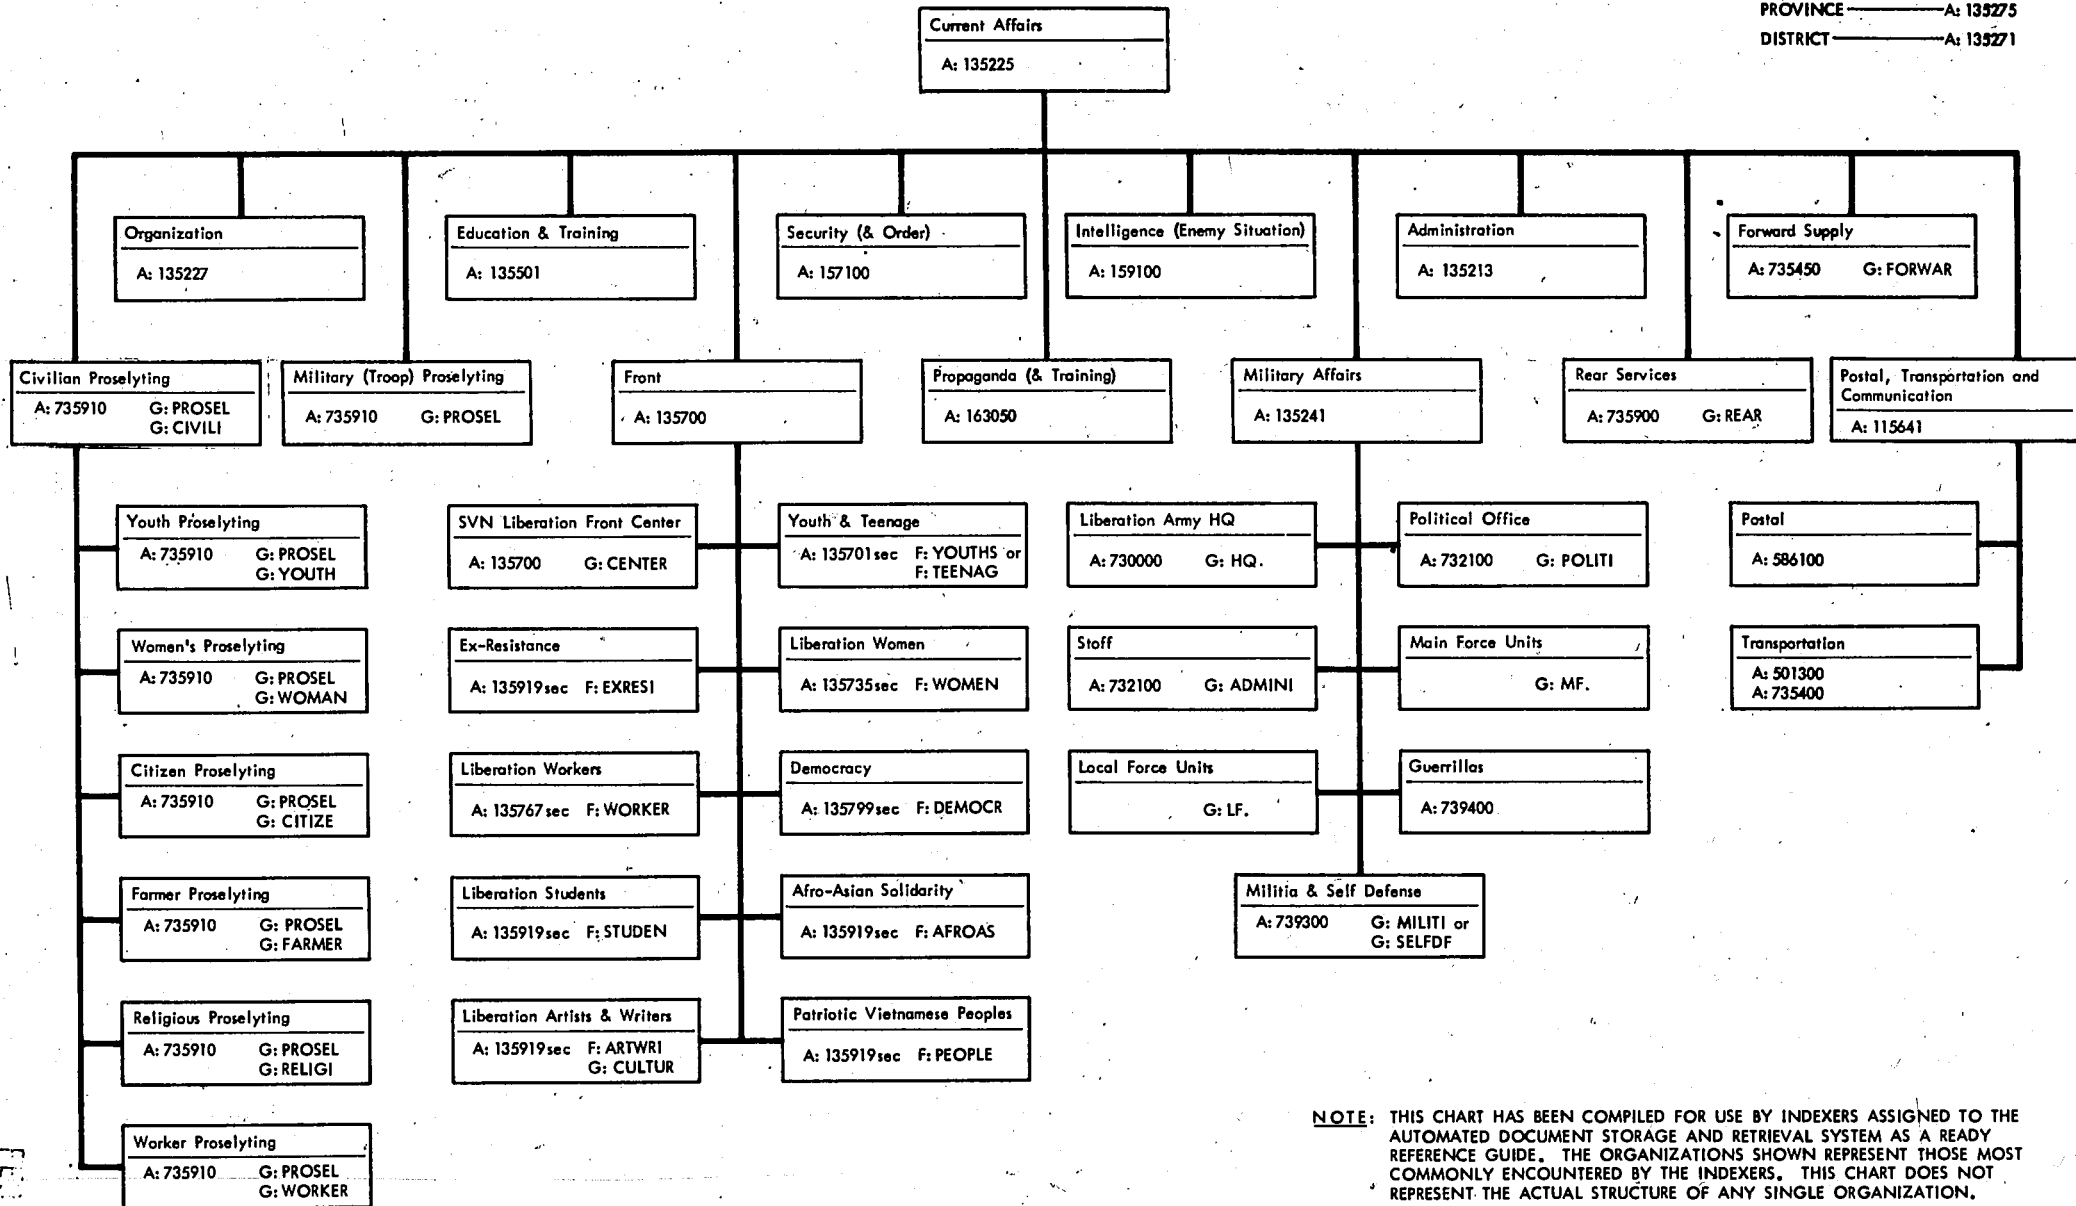 PROVINCE A: 135275
DISTRICT A: 135271
Current Affairs
A: 135225
Organization
A: 135227
Education & Training
A: 135501
Security (& Order)
A: 157100
Intelligence (Enemy Situation)
A: 159100
Administration
A: 135213
Forward Supply
A: 735450 G: FORWAR
Civilian Proselyting
A: 735910 G: PROSEL
G: CIVILI
Military (Troop) Proselyting
A: 735910 G: PROSEL
Front
A: 135700
Propaganda (& Training)
A: 163050
Military Affairs
A: 135241
Rear Services
A: 735900 G: REAR
Postal, Transportation and
Communication
A: 115641
Youth Proselyting
A: 735910 G: PROSEL
G: YOUTH
Women's Proselyting
A: 735910 G: PROSEL
G: WOMAN
Citizen Proselyting
A: 735910 G: PROSEL
G: CITIZE
Farmer Proselyting
A: 735910 G: PROSEL
G: FARMER
Religious Proselyting
A: 735910 G: PROSEL
G: RELIGI
Worker Proselyting
A: 735910 G: PROSEL
G: WORKER
SVN Liberation Front Center
A: 135700 G: CENTER
Youth & Teenage
A: 135701sec F: YOUTHS or
F: TEENAG
Ex-Resistance
A: 135919sec F: EXRESI
Liberation Women
A: 135735sec F: WOMEN
Liberation Workers
A: 135767sec F: WORKER
Democracy
A: 135799sec F: DEMOCR
Liberation Students
A: 135919sec F: STUDEN
Afro-Asian Solidarity
A: 135919sec F: AFROAS
Liberation Artists & Writers
A: 135919sec F: ARTWRI
G: CULTUR
Patriotic Vietnamese Peoples
A: 135919sec F: PEOPLE
Liberation Army HQ
A: 730000 G: HQ.
Political Office
A: 732100 G: POLITI
Stoff
A: 732100 G: ADMINI
Main Force Units
G: MF.
Local Force Units
G: LF.
Guerrillas
A: 739400
Militia & Self Defense
A: 739300 G: MILITI or
G: SELFDF
Postal
A: 586100
Transportation
A: 501300
A: 735400
NOTE: THIS CHART HAS BEEN COMPILED FOR USE BY INDEXERS ASSIGNED TO THE
AUTOMATED DOCUMENT STORAGE AND RETRIEVAL SYSTEM AS A READY
REFERENCE GUIDE. THE ORGANIZATIONS SHOWN REPRESENT THOSE MOST
COMMONLY ENCOUNTERED BY THE INDEXERS. THIS CHART DOES NOT
REPRESENT THE ACTUAL STRUCTURE OF ANY SINGLE ORGANIZATION.